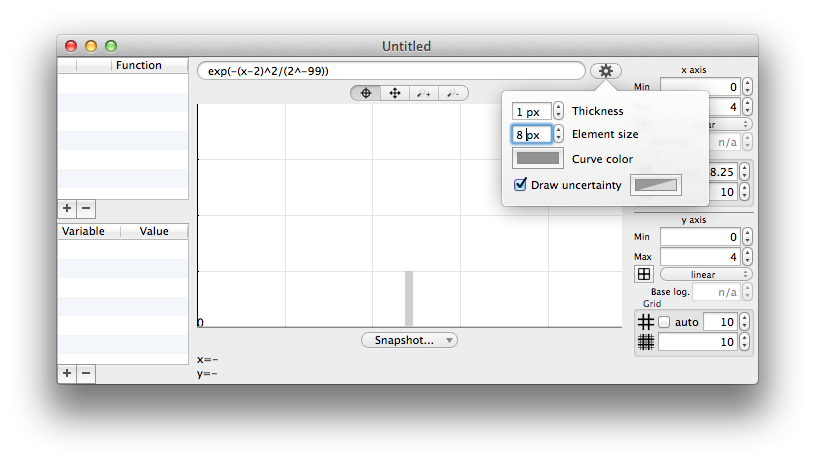 Untitled
Function
exp(-(x-2)^2/(2^-99))
x axis
Min 0
4
1 px Thickness
8 px Element size
Curve color
Draw uncertainty
n/a
8.25
10
y axis
Min 0
Max 4
linear
Base log. n/a
Grid
auto 10
10
Variable Value
0
Snapshot...
x=-
y=-